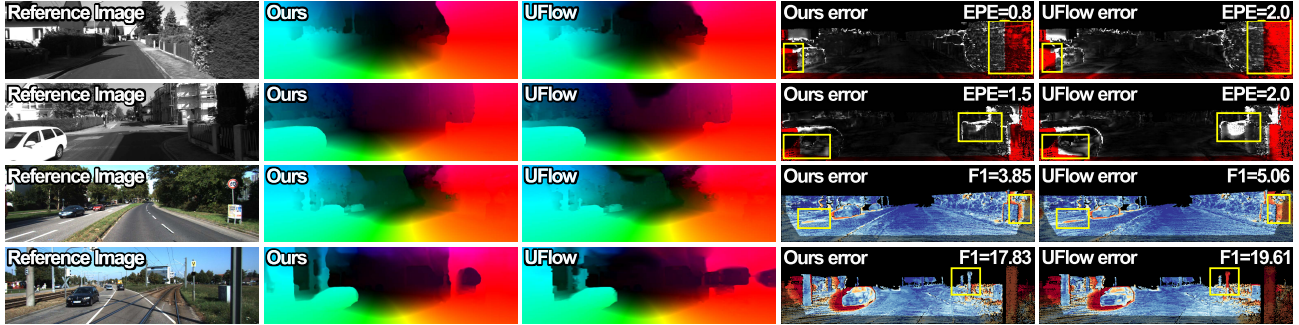 Reference Image Ours UFlow Ours error EPE=0.8 UFlow error EPE=2.0
Reference Image Ours UFlow Ours error EPE=1.5 UFlow error EPE=2.0
Reference Image Ours UFlow Ours error F1=3.85 UFlow error F1=5.06
Reference Image Ours UFlow Ours error F1=17.83 UFlow error F1=19.61